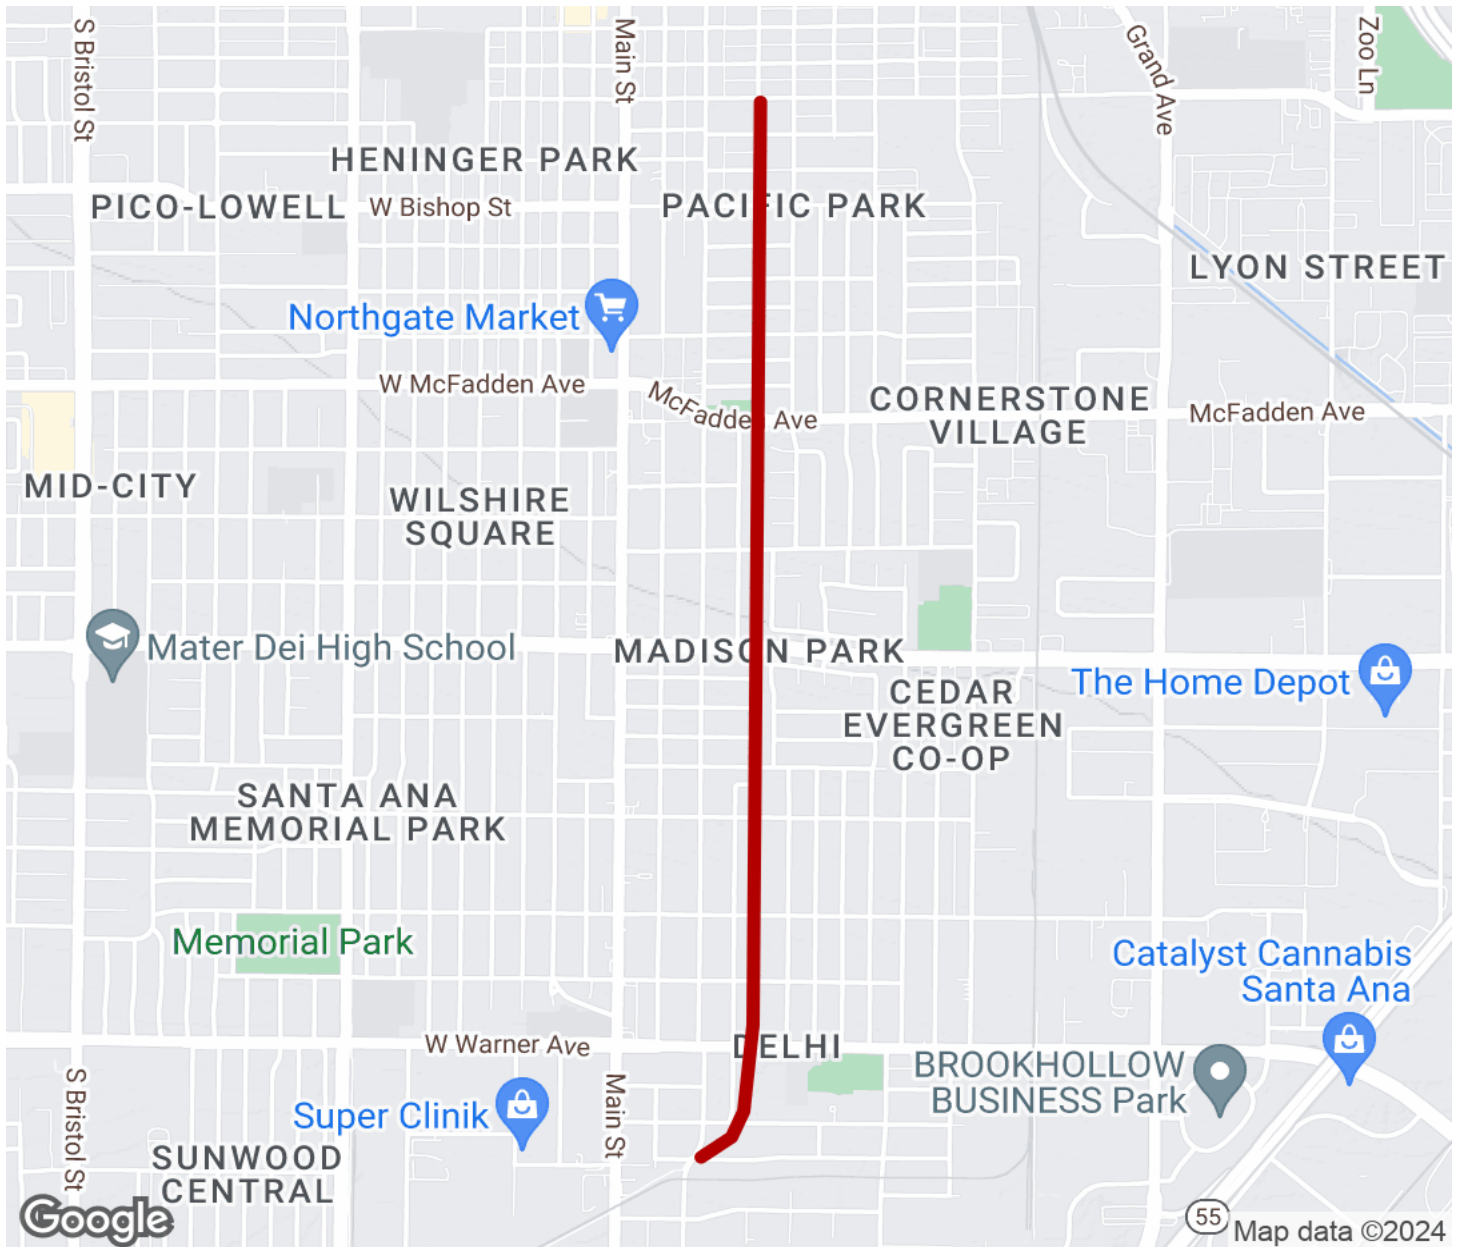 S Bristol St
Main St
Grand Ave
Zoo Ln
HENINGER PARK
PICO-LOWELL
W Bishop St
PACIFIC PARK
LYON STREET
Northgate Market
W McFadden Ave
McFadden Ave
CORNERSTONE
VILLAGE
McFadden Ave
MID-CITY
WILSHIRE
SQUARE
Mater Dei High School
MADISON PARK
The Home Depot
CEDAR
EVERGREEN
CO-OP
SANTA ANA
MEMORIAL PARK
Memorial Park
Catalyst Cannabis
Santa Ana
W Warner Ave
DELHI
BROOKHOLLOW
BUSINESS Park
S Bristol St
Main St
Super Clinik
SUNWOOD
CENTRAL
Google
55
Map data ©2024